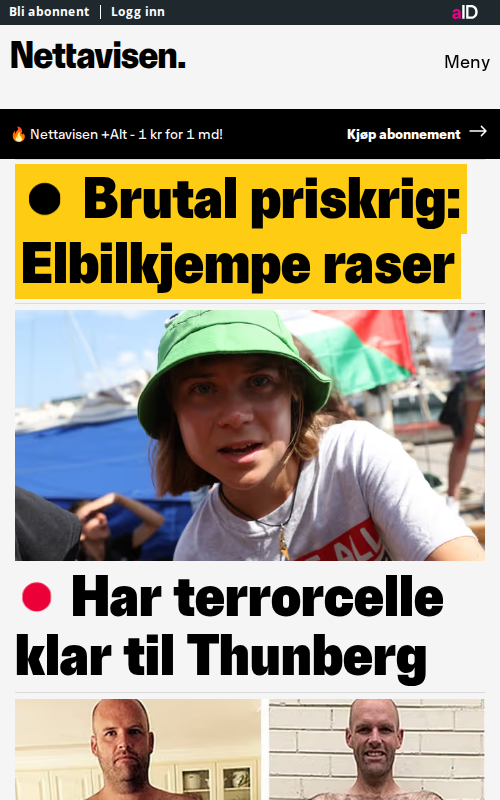 Bli abonnent | Logg inn
aID
Nettavisen.
Meny
🔥 Nettavisen +Alt - 1 kr for 1 md!
Kjøp abonnement →
Brutal priskrig:
Elbilkjempe raser
Har terrorcelle
klar til Thunberg